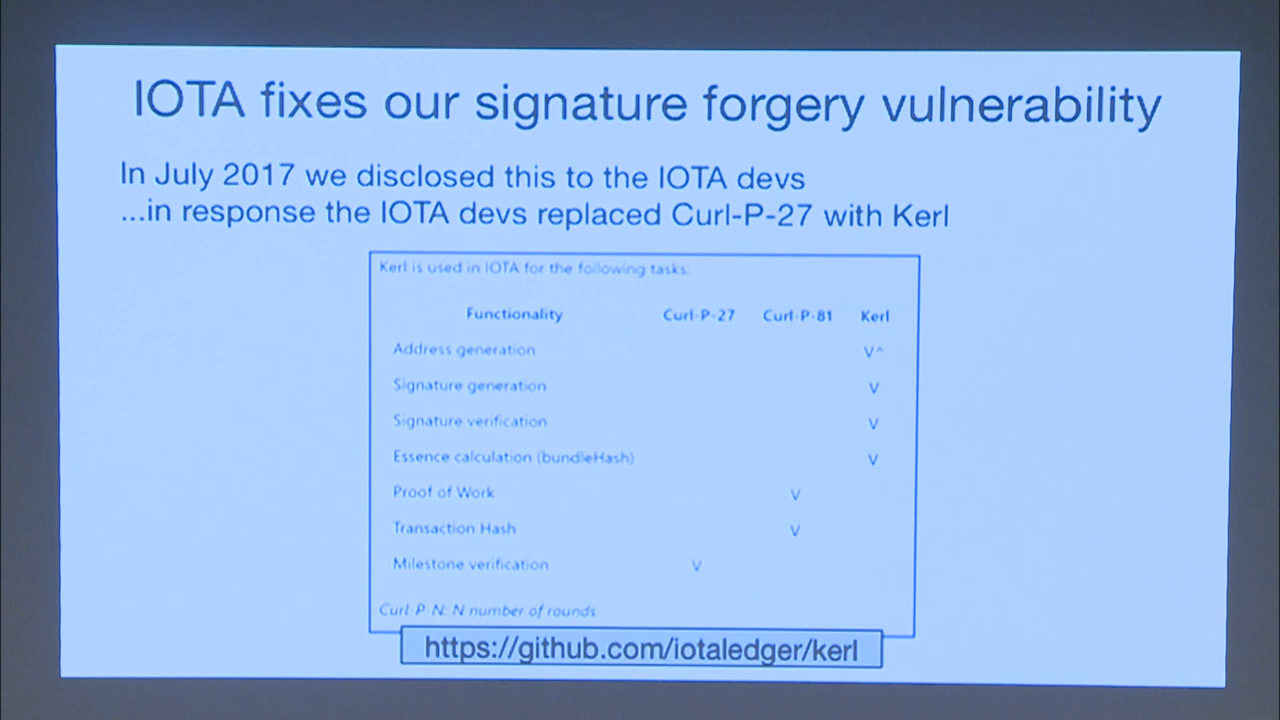 IOTA fixes our signature forgery vulnerability
In July 2017 we disclosed this to the IOTA devs
...in response the IOTA devs replaced Curl-P-27 with Kerl
Kerl is used in IOTA for the following tasks:
Functionality Curl-P-27 Curl-P-81 Kerl
Address generation V^
Signature generation V
Signature verification V
Essence calculation (bundleHash) V
Proof of Work V
Transaction Hash V
Milestone verification V
Curl-P-N: N number of rounds
https://github.com/iotaledger/kerl